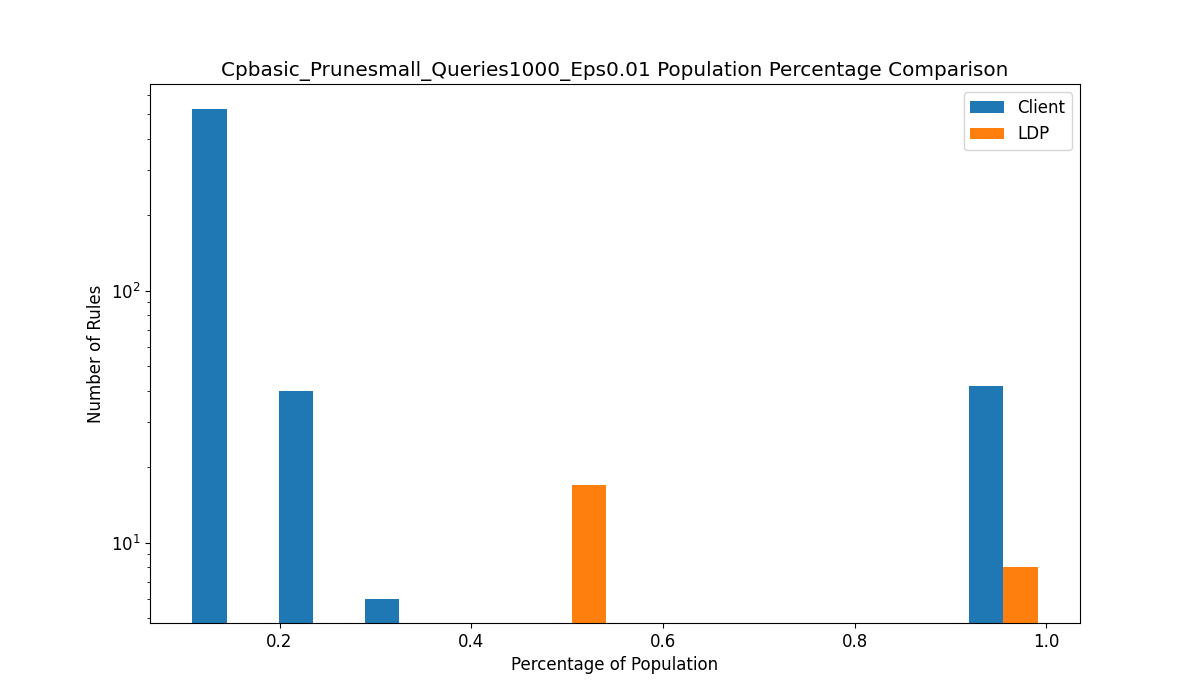 Cpbasic_Prunesmall_Queries1000_Eps0.01 Population Percentage Comparison
Client
LDP
Number of Rules
10²
10¹
0.2 0.4 0.6 0.8 1.0
Percentage of Population